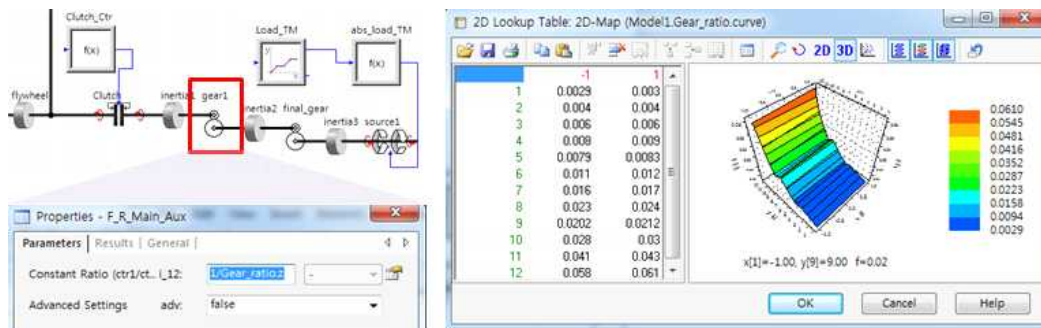 Clutch_Ctr
f(x)
Load_TM
abs_load_TM
f(x)
flywheel
Clutch
inertia1
gear1
inertia2
final_gear
inertia3
source1
Properties - F_R_Main_Aux
Parameters | Results | General |
Constant Ratio (ctr1/ct.. i_12:
1/Gear_ratio.z
-
Advanced Settings
adv:
false
2D Lookup Table: 2D-Map (Model1.Gear_ratio.curve)
2D 3D
-1 1
1 0.0029 0.003
2 0.004 0.004
3 0.006 0.006
4 0.008 0.009
5 0.0079 0.0083
6 0.011 0.012
7 0.016 0.017
8 0.023 0.024
9 0.0202 0.0212
10 0.028 0.03
11 0.041 0.043
12 0.058 0.061
0.0610
0.0545
0.0481
0.0416
0.0352
0.0287
0.0223
0.0158
0.0094
0.0029
x[1]=-1.00, y[9]=9.00 f=0.02
OK
Cancel
Help